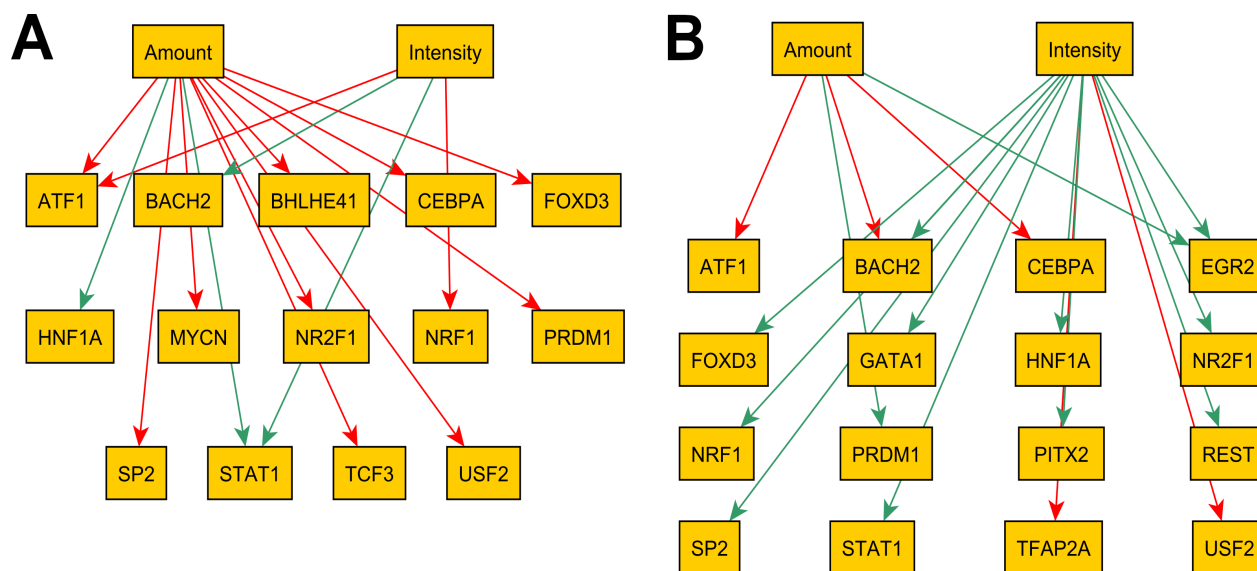 A
Amount Intensity
ATF1 BACH2 BHLHE41 CEBPA FOXD3
HNF1A MYCN NR2F1 NRF1 PRDM1
SP2 STAT1 TCF3 USF2
B
Amount Intensity
ATF1 BACH2 CEBPA EGR2
FOXD3 GATA1 HNF1A NR2F1
NRF1 PRDM1 PITX2 REST
SP2 STAT1 TFAP2A USF2